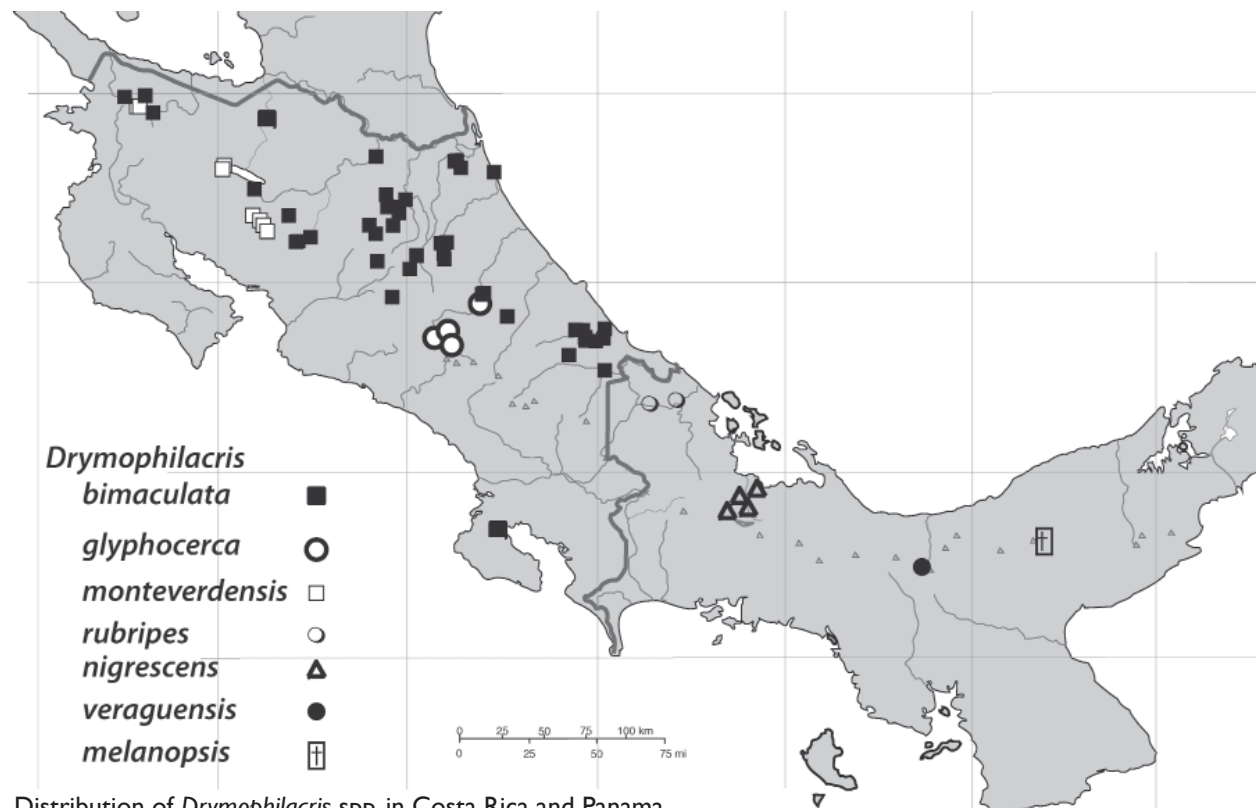 Drymophilacris
bimaculata
glyphocerca
monteverdensis
rubripes
nigrescens
veraguensis
melanopsis
0 25 50 75 100 km
0 25 50 75 mi
Distribution of Drymophilacris spp. in Costa Rica and Panama